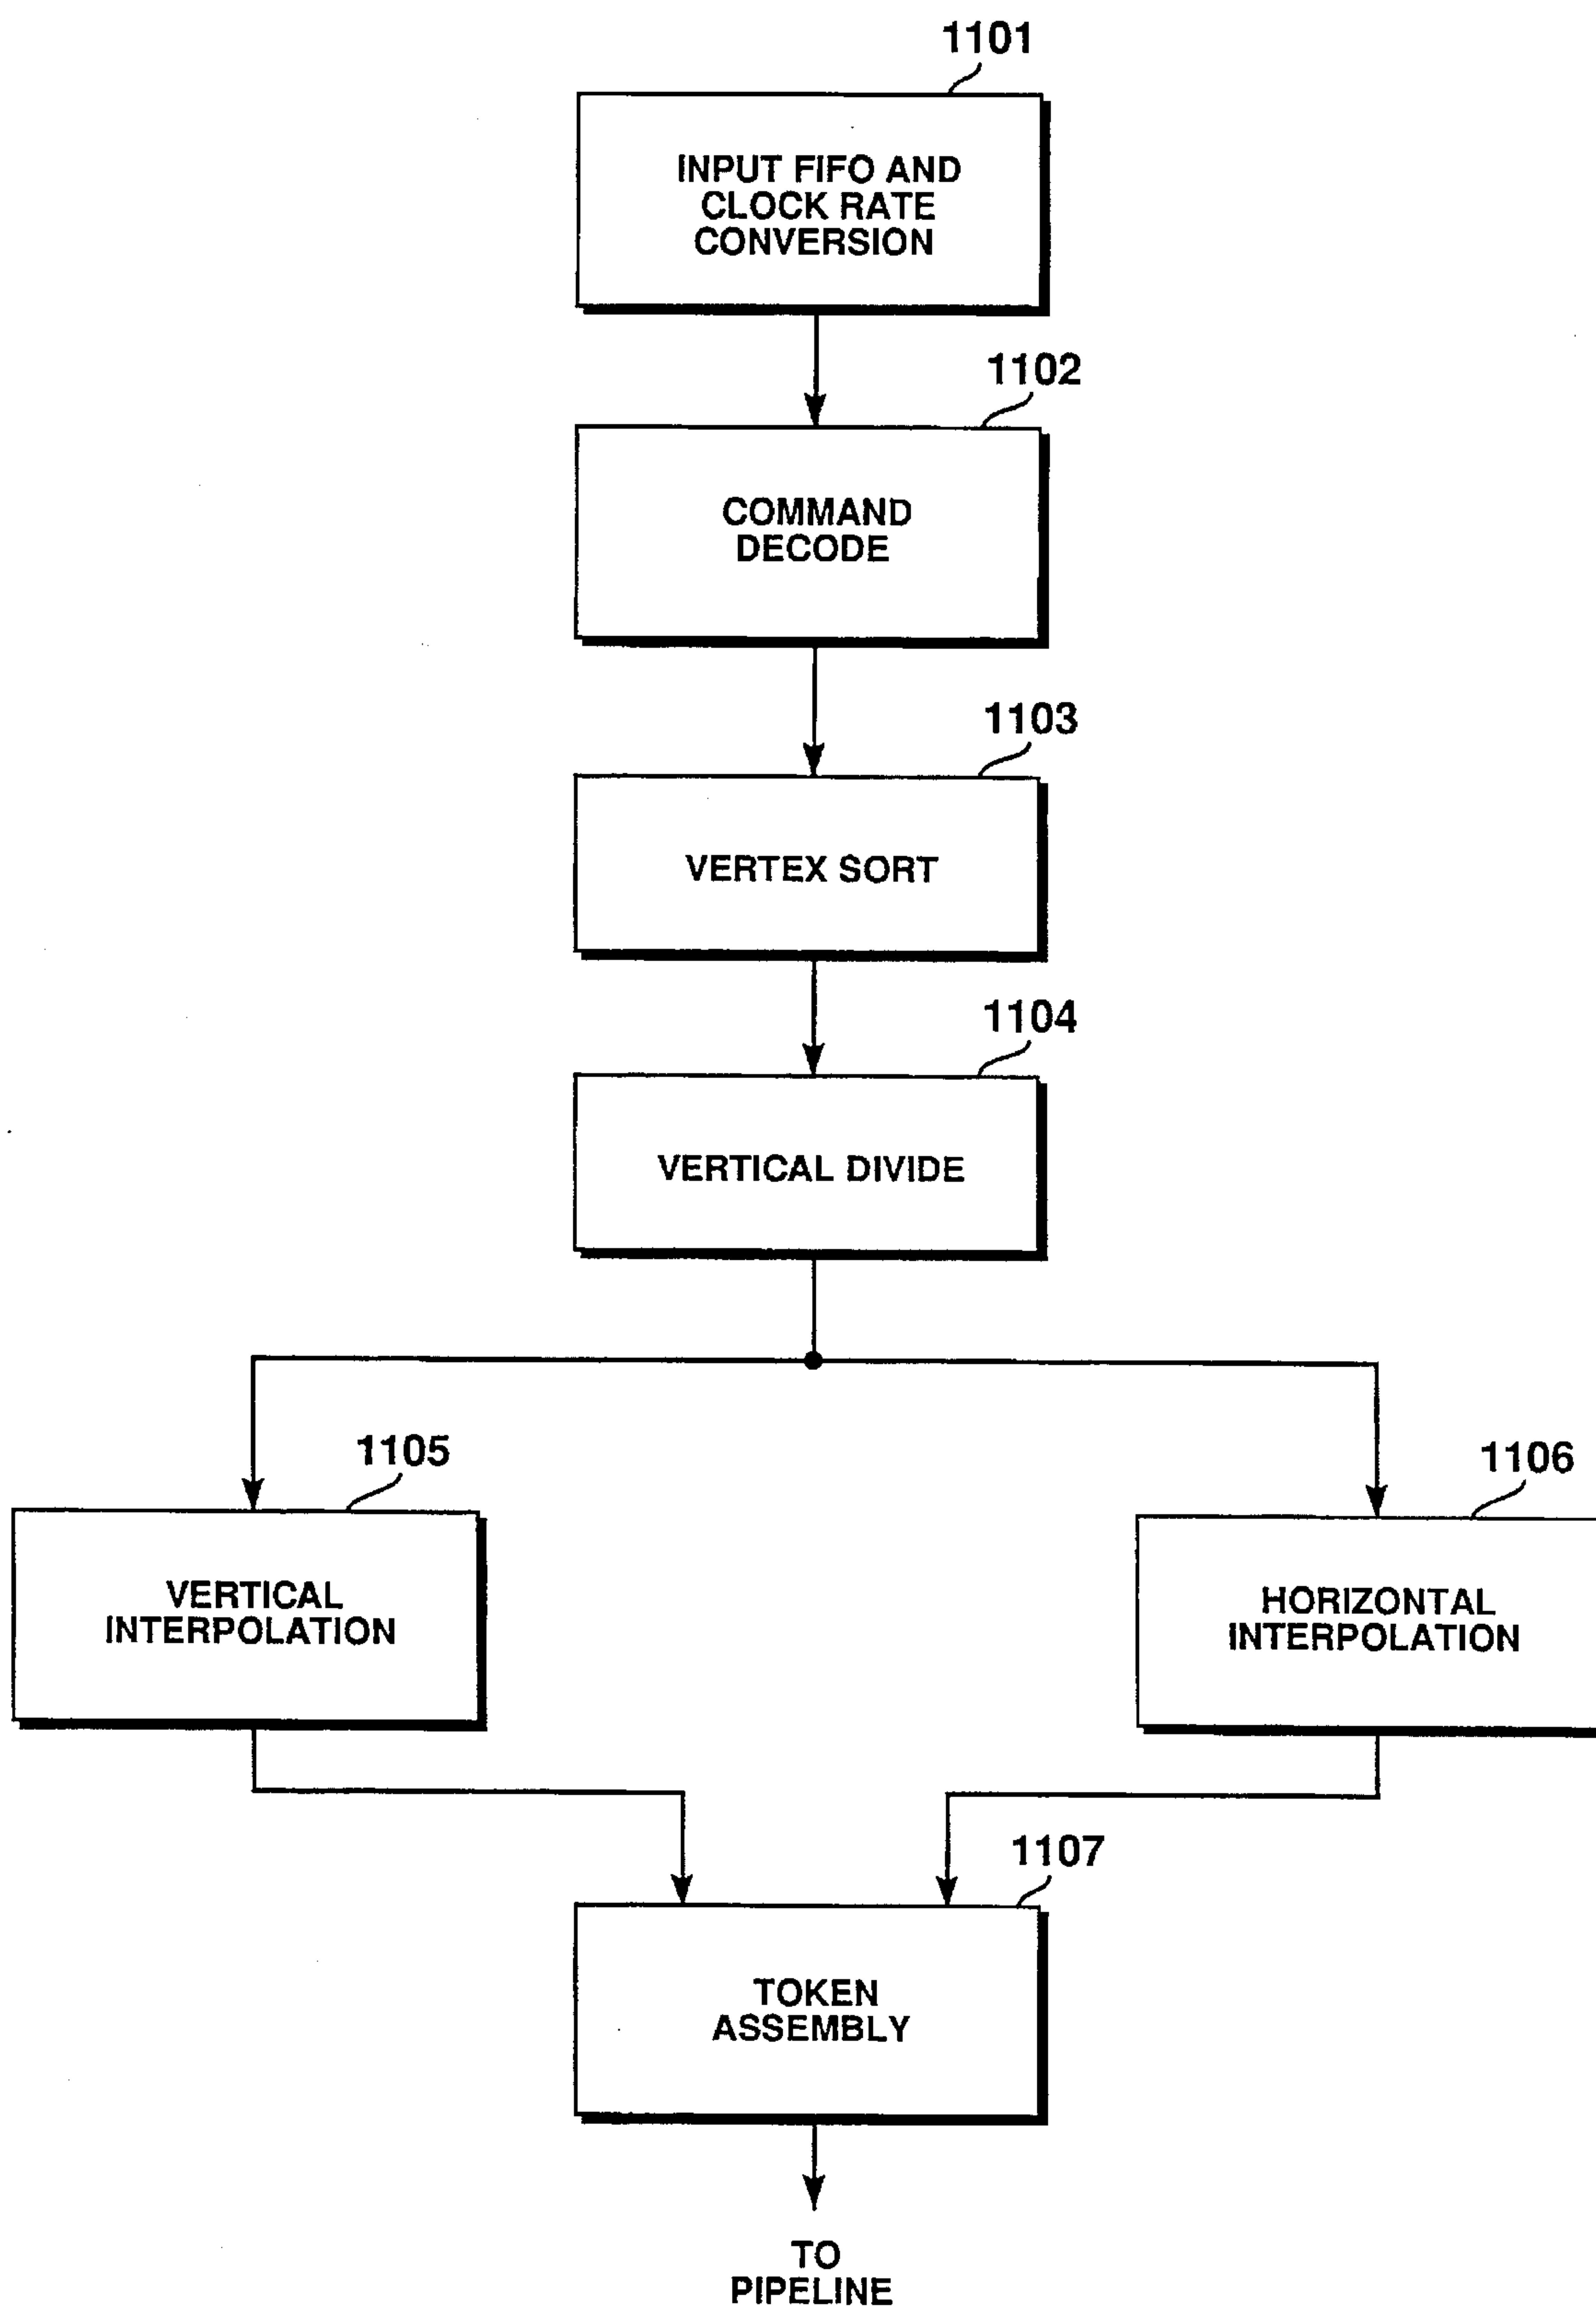 1101
INPUT FIFO AND
CLOCK RATE
CONVERSION
1102
COMMAND
DECODE
1103
VERTEX SORT
1104
VERTICAL DIVIDE
1105
VERTICAL
INTERPOLATION
1106
HORIZONTAL
INTERPOLATION
1107
TOKEN
ASSEMBLY
TO
PIPELINE